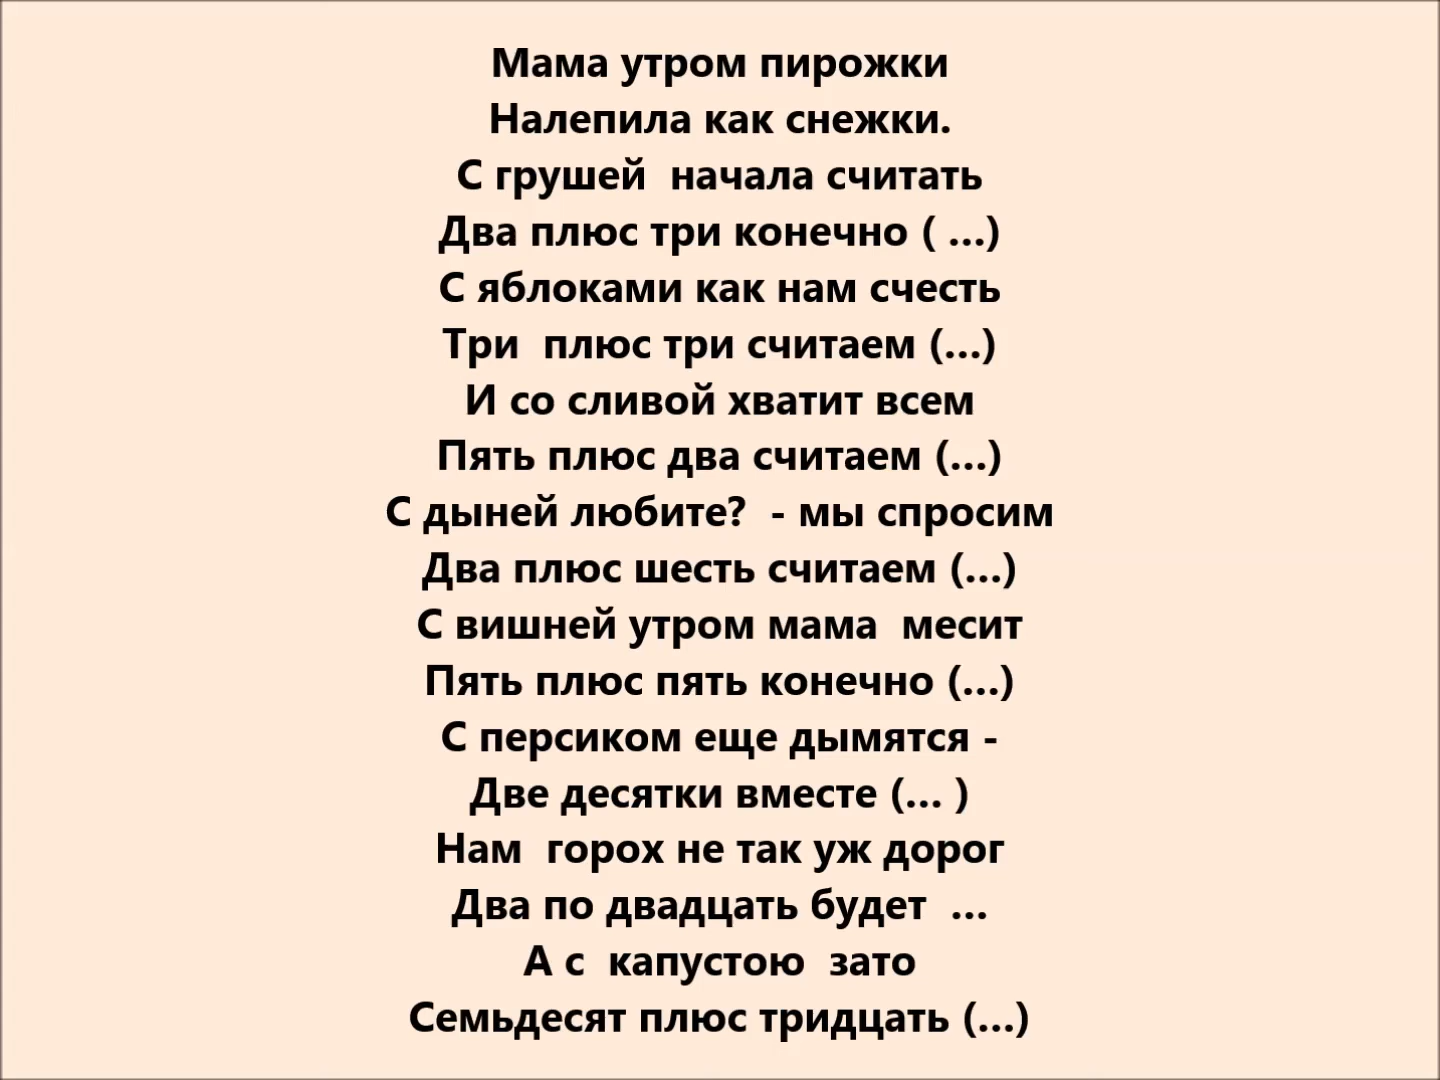 Мама утром пирожки
Налепила как снежки.
С грушей  начала считать
Два плюс три конечно ( ...)
С яблоками как нам счесть
Три  плюс три считаем (...)
И со сливой хватит всем
Пять плюс два считаем (...)
С дыней любите?  - мы спросим
Два плюс шесть считаем (...)
С вишней утром мама  месит
Пять плюс пять конечно (...)
С персиком еще дымятся -
Две десятки вместе (... )
Нам  горох не так уж дорог
Два по двадцать будет  ...
А с  капустою  зато
Семьдесят плюс тридцать (...)